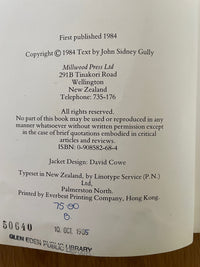 First published 1984
Copyright © 1984 Text by John Sidney Gully
Millwood Press Ltd
291B Tinakori Road
Wellington
New Zealand
Telephone: 735-176
All rights reserved.
No part of this book may be used or reproduced in any
manner whatsoever without written permission except
in the case of brief quotations embodied in critical
articles and reviews.
ISBN: 0-908582-68-4
Jacket Design: David Cowe
Typeset in New Zealand, by Linotype Service (P.N.)
Ltd,
Palmerston North.
Printed by Everbest Printing Company, Hong Kong.
50640
10. OCT. 1985
GLEN EDEN PUBLIC LIBRARY